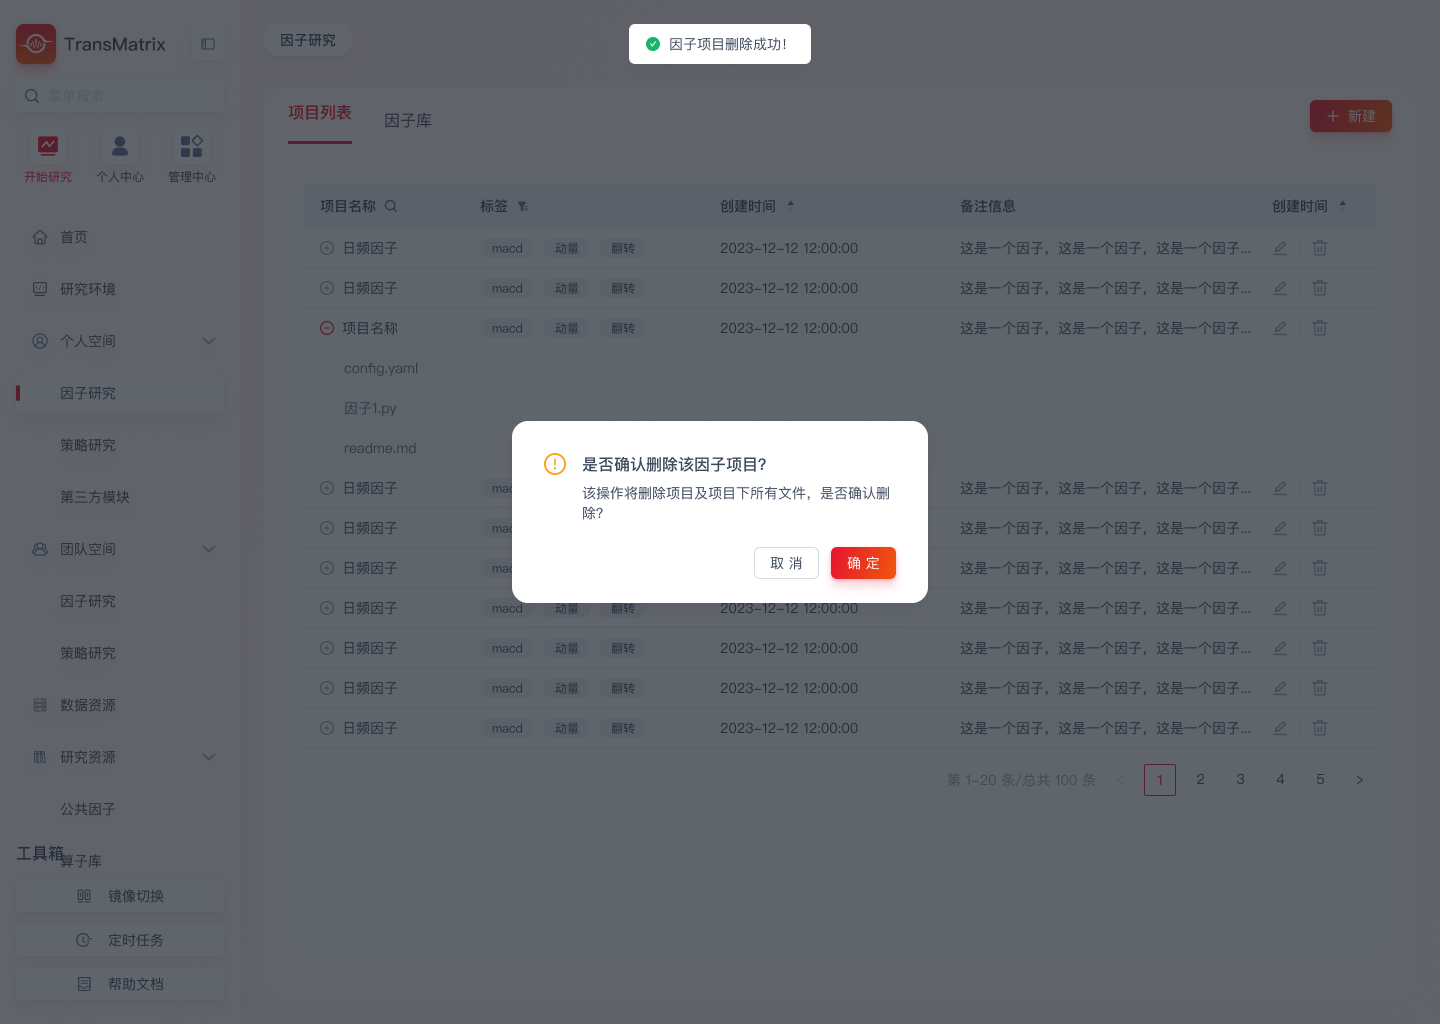 TransMatrix
菜单搜索
开始研究
个人中心
管理中心
首页
研究环境
个人空间
因子研究
策略研究
第三方模块
团队空间
因子研究
策略研究
数据资源
研究资源
公共因子
算子库
工具箱
镜像切换
定时任务
帮助文档
因子研究
因子项目删除成功！
项目列表
因子库
新建
项目名称 标签 创建时间 备注信息 创建时间
日频因子 macd 动量 翻转 2023-12-12 12:00:00 这是一个因子，这是一个因子，这是一个因子...
日频因子 macd 动量 翻转 2023-12-12 12:00:00 这是一个因子，这是一个因子，这是一个因子...
项目名称 macd 动量 翻转 2023-12-12 12:00:00 这是一个因子，这是一个因子，这是一个因子...
config.yaml
因子1.py
readme.md
是否确认删除该因子项目?
该操作将删除项目及项目下所有文件，是否确认删
除?
取 消
确 定
日频因子 这是一个因子，这是一个因子，这是一个因子...
日频因子 这是一个因子，这是一个因子，这是一个因子...
日频因子 这是一个因子，这是一个因子，这是一个因子...
日频因子 macd 动量 翻转 2023-12-12 12:00:00 这是一个因子，这是一个因子，这是一个因子...
日频因子 macd 动量 翻转 2023-12-12 12:00:00 这是一个因子，这是一个因子，这是一个因子...
日频因子 macd 动量 翻转 2023-12-12 12:00:00 这是一个因子，这是一个因子，这是一个因子...
日频因子 macd 动量 翻转 2023-12-12 12:00:00 这是一个因子，这是一个因子，这是一个因子...
第 1-20 条/总共 100 条 1 2 3 4 5